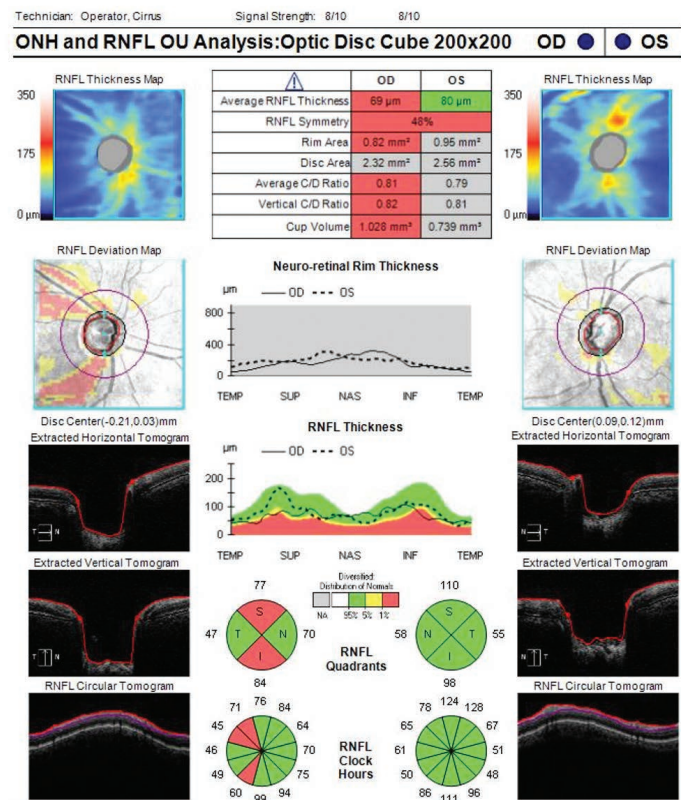 Technician: Operator, Cirrus Signal Strength: 8/10 8/10
ONH and RNFL OU Analysis:Optic Disc Cube 200x200 OD OS
RNFL Thickness Map
350
175
0 µm
OD OS
Average RNFL Thickness 69 µm 80 µm
RNFL Symmetry 48%
Rim Area 0.82 mm² 0.95 mm²
Disc Area 2.32 mm² 2.56 mm²
Average C/D Ratio 0.81 0.79
Vertical C/D Ratio 0.82 0.81
Cup Volume 1.028 mm³ 0.739 mm³
RNFL Thickness Map
350
175
0 µm
RNFL Deviation Map
Disc Center(-0.21,0.03)mm
Neuro-retinal Rim Thickness
µm OD OS
800
400
0
TEMP SUP NAS INF TEMP
RNFL Deviation Map
Disc Center(0.09,0.12)mm
Extracted Horizontal Tomogram
T N
RNFL Thickness
µm OD OS
200
100
0
TEMP SUP NAS INF TEMP
Extracted Horizontal Tomogram
N T
Extracted Vertical Tomogram
T N
Diversified:
Distribution of Normals
NA 95% 5% 1%
77
47 S T N I 70
84
RNFL
Quadrants
110
58 S N T I 55
98
Extracted Vertical Tomogram
RNFL Circular Tomogram
76 84 64 70 75 94 99 60 49 46 45 71
RNFL
Clock
Hours
124 128 67 51 48 96 111 86 50 61 65 78
RNFL Circular Tomogram